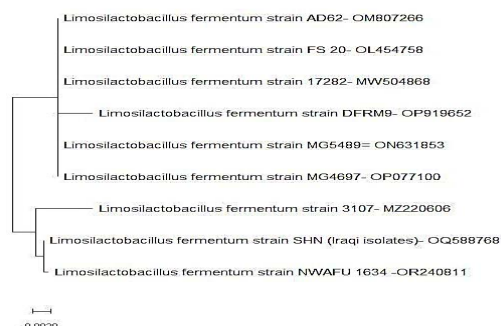 Limosilactobacillus fermentum strain AD62- OM807266
Limosilactobacillus fermentum strain FS 20- OL454758
Limosilactobacillus fermentum strain 17282- MW504868
Limosilactobacillus fermentum strain DFRM9- OP919652
Limosilactobacillus fermentum strain MG5489= ON631853
Limosilactobacillus fermentum strain MG4697- OP077100
Limosilactobacillus fermentum strain 3107- MZ220606
Limosilactobacillus fermentum strain SHN (Iraqi isolates)- OQ588768
Limosilactobacillus fermentum strain NWAFU 1634 -OR240811